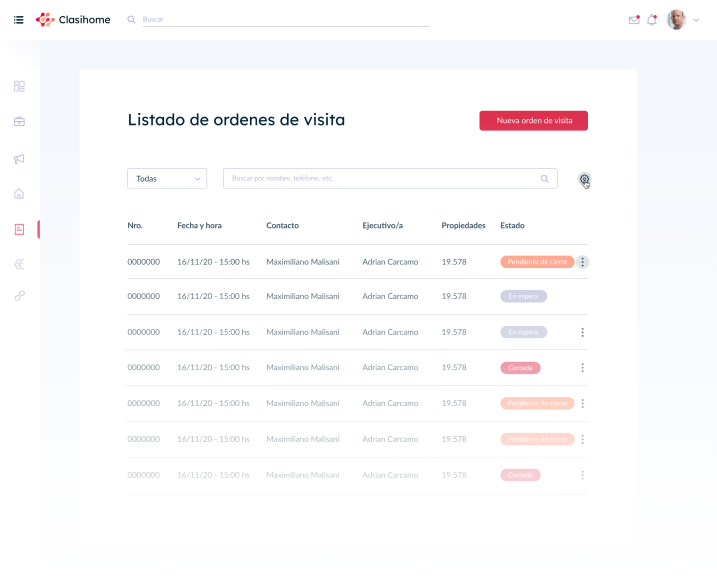 Clasihome
Buscar
Listado de ordenes de visita
Nueva orden de visita
Todas
Buscar por nombre, teléfono, etc.
Nro. Fecha y hora Contacto Ejecutivo/a Propiedades Estado
0000000 16/11/20 - 15:00 hs Maximiliano Malisani Adrian Carcamo 19.578 Pendiente de cierre
0000000 16/11/20 - 15:00 hs Maximiliano Malisani Adrian Carcamo 19.578 En espera
0000000 16/11/20 - 15:00 hs Maximiliano Malisani Adrian Carcamo 19.578 En espera
0000000 16/11/20 - 15:00 hs Maximiliano Malisani Adrian Carcamo 19.578 Cerrada
0000000 16/11/20 - 15:00 hs Maximiliano Malisani Adrian Carcamo 19.578 Pendiente de cierre
0000000 16/11/20 - 15:00 hs Maximiliano Malisani Adrian Carcamo 19.578 Pendiente de cierre
0000000 16/11/20 - 15:00 hs Maximiliano Malisani Adrian Carcamo 19.578 Cerrada